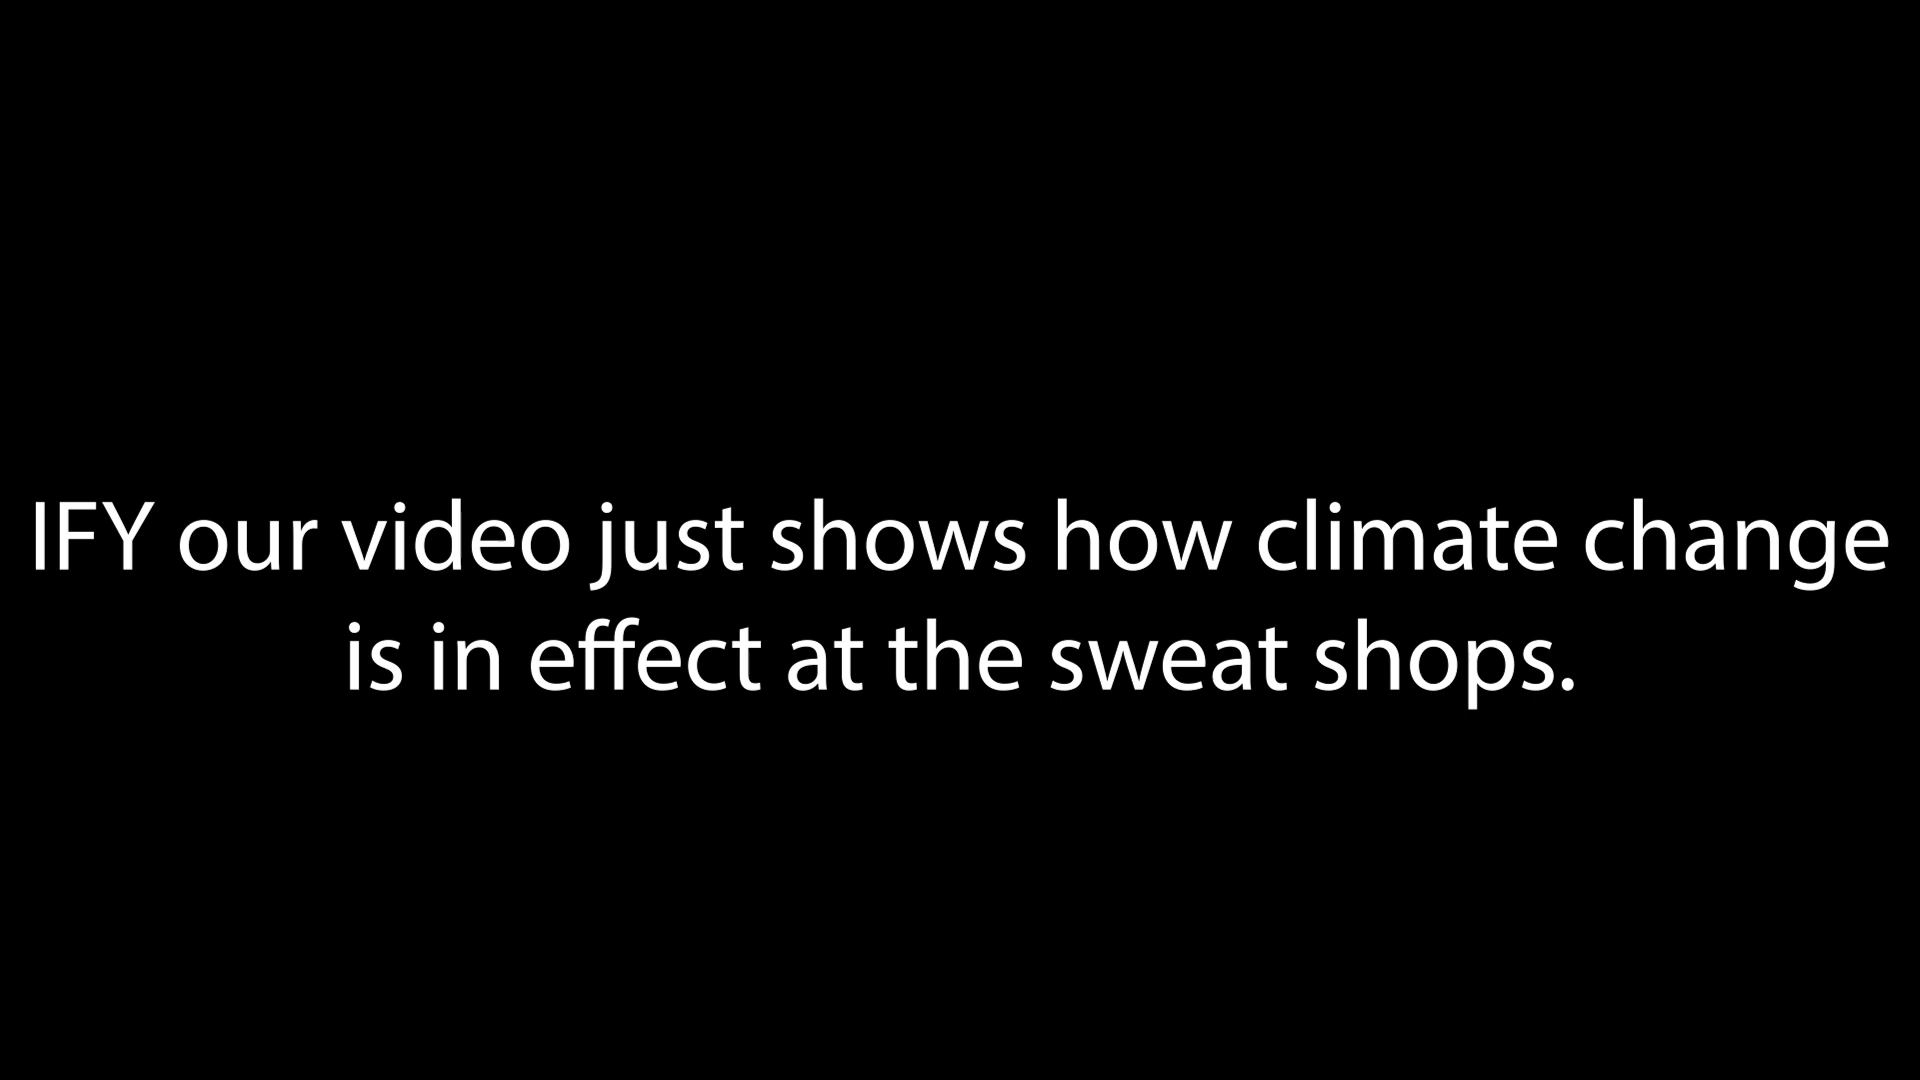 IFY our video just shows how climate change
is in effect at the sweat shops.